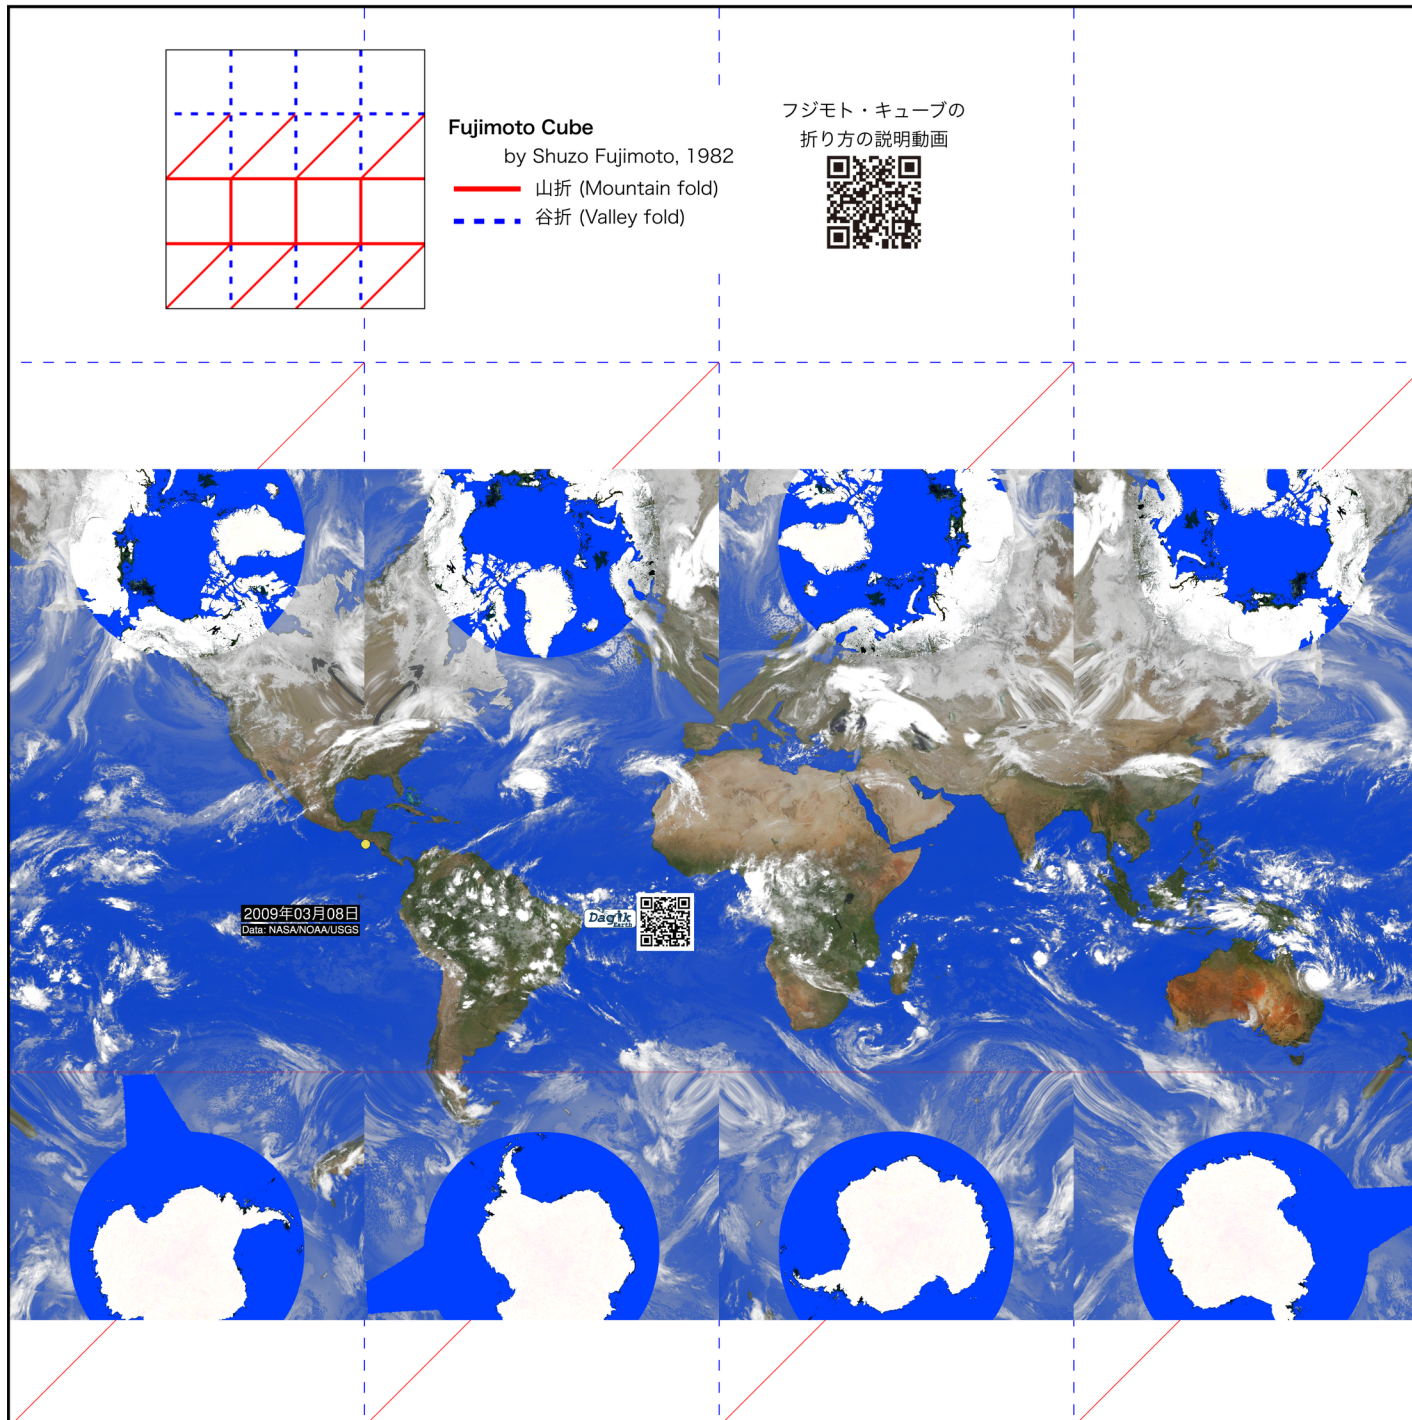 Fujimoto Cube
by Shuzo Fujimoto, 1982
山折 (Mountain fold)
谷折 (Valley fold)
フジモト・キューブの
折り方の説明動画
2009年03月08日
Data: NASA/NOAA/USGS
Dagik
Earth